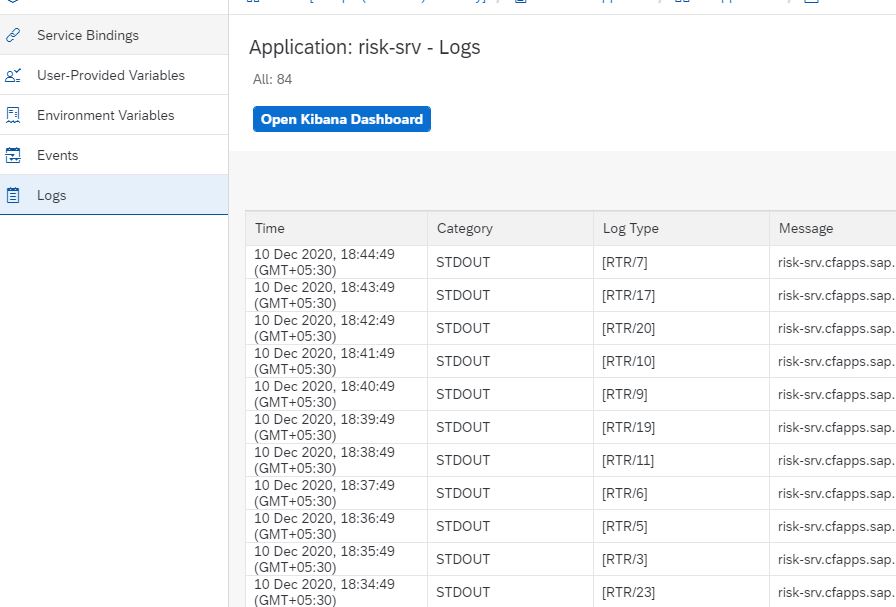 Service Bindings
User-Provided Variables
Environment Variables
Events
Logs
Application: risk-srv - Logs
All: 84
Open Kibana Dashboard
Time Category Log Type Message
10 Dec 2020, 18:44:49
(GMT+05:30) STDOUT [RTR/7] risk-srv.cfapps.sap.
10 Dec 2020, 18:43:49
(GMT+05:30) STDOUT [RTR/17] risk-srv.cfapps.sap.
10 Dec 2020, 18:42:49
(GMT+05:30) STDOUT [RTR/20] risk-srv.cfapps.sap.
10 Dec 2020, 18:41:49
(GMT+05:30) STDOUT [RTR/10] risk-srv.cfapps.sap.
10 Dec 2020, 18:40:49
(GMT+05:30) STDOUT [RTR/9] risk-srv.cfapps.sap.
10 Dec 2020, 18:39:49
(GMT+05:30) STDOUT [RTR/19] risk-srv.cfapps.sap.
10 Dec 2020, 18:38:49
(GMT+05:30) STDOUT [RTR/11] risk-srv.cfapps.sap.
10 Dec 2020, 18:37:49
(GMT+05:30) STDOUT [RTR/6] risk-srv.cfapps.sap.
10 Dec 2020, 18:36:49
(GMT+05:30) STDOUT [RTR/5] risk-srv.cfapps.sap.
10 Dec 2020, 18:35:49
(GMT+05:30) STDOUT [RTR/3] risk-srv.cfapps.sap.
10 Dec 2020, 18:34:49
(GMT+05:30) STDOUT [RTR/23] risk-srv.cfapps.sap.